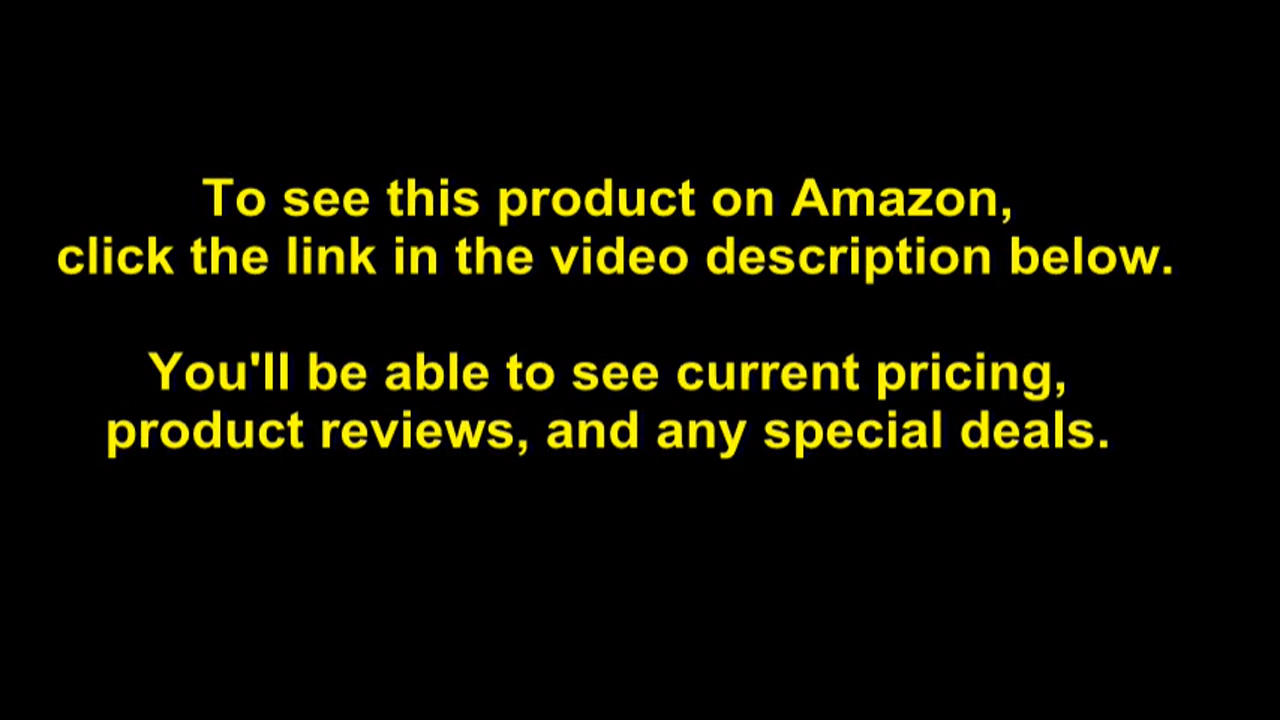 To see this product on Amazon,
click the link in the video description below.
You'll be able to see current pricing,
product reviews, and any special deals.